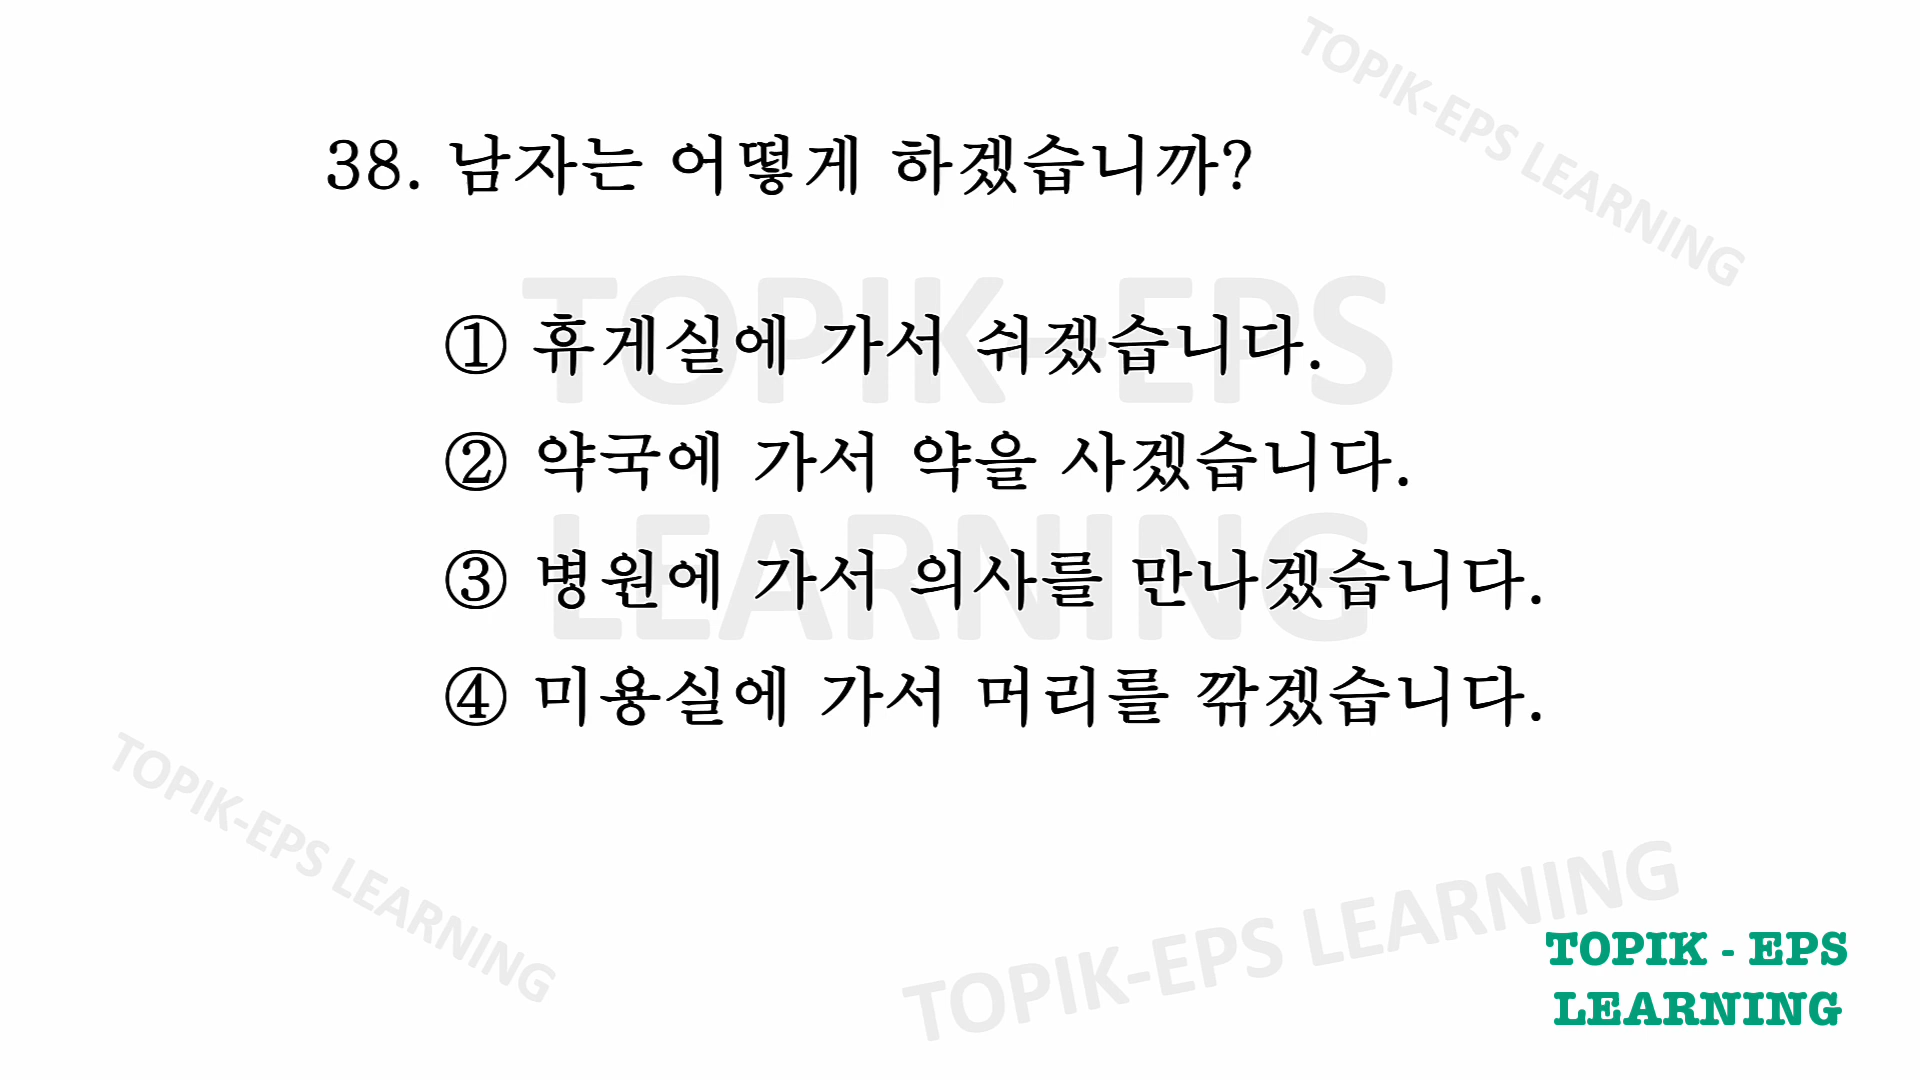 TOPIK-EPS LEARNING
38. 남자는 어떻게 하겠습니까?
TOPIK-EPS
① 휴게실에 가서 쉬겠습니다.
② 약국에 가서 약을 사겠습니다.
LEARNING
③ 병원에 가서 의사를 만나겠습니다.
④ 미용실에 가서 머리를 깎겠습니다.
TOPIK-EPS LEARNING
TOPIK-EPS LEARNING
TOPIK - EPS
LEARNING